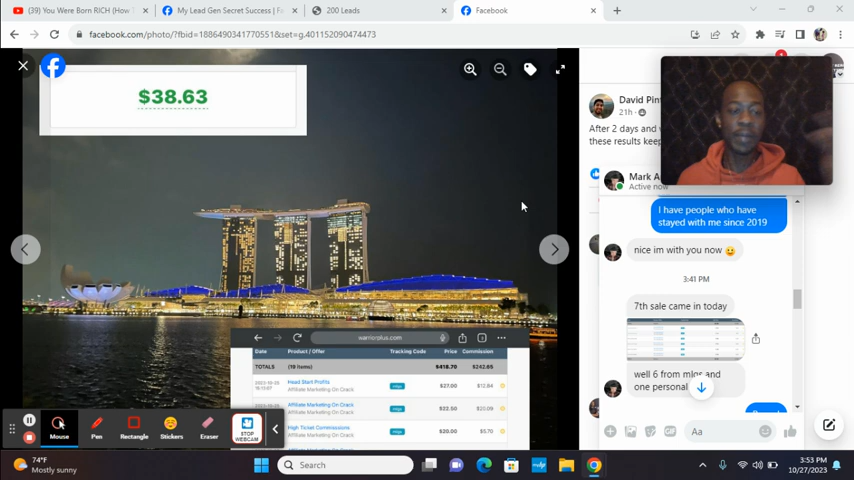 (39) You Were Born RICH (How T
My Lead Gen Secret Success | Fa
200 Leads
Facebook
facebook.com/photo/?fbid=1886490341770551&set=g.401152090474473
$38.63
David Pin
21h
After 2 days and
these results keep
Mark A
Active now
I have people who have
stayed with me since 2019
nice im with you now
3:41 PM
7th sale came in today
well 6 from mlgs and
one personal
Aa
warriorplus.com
Date Product / Offer Tracking Code Price Commission
TOTALS (19 items) $418.70 $242.65
Head Start Profits
Affiliate Marketing On Crack
$27.00 $12.84
Affiliate Marketing On Crack
Affiliate Marketing On Crack
$22.50 $20.09
High Ticket Commissions
Affiliate Marketing On Crack
$20.00 $5.70
Mouse Pen Rectangle Stickers Eraser STOP WEBCAM
74°F
Mostly sunny
Search
3:53 PM
10/27/2023